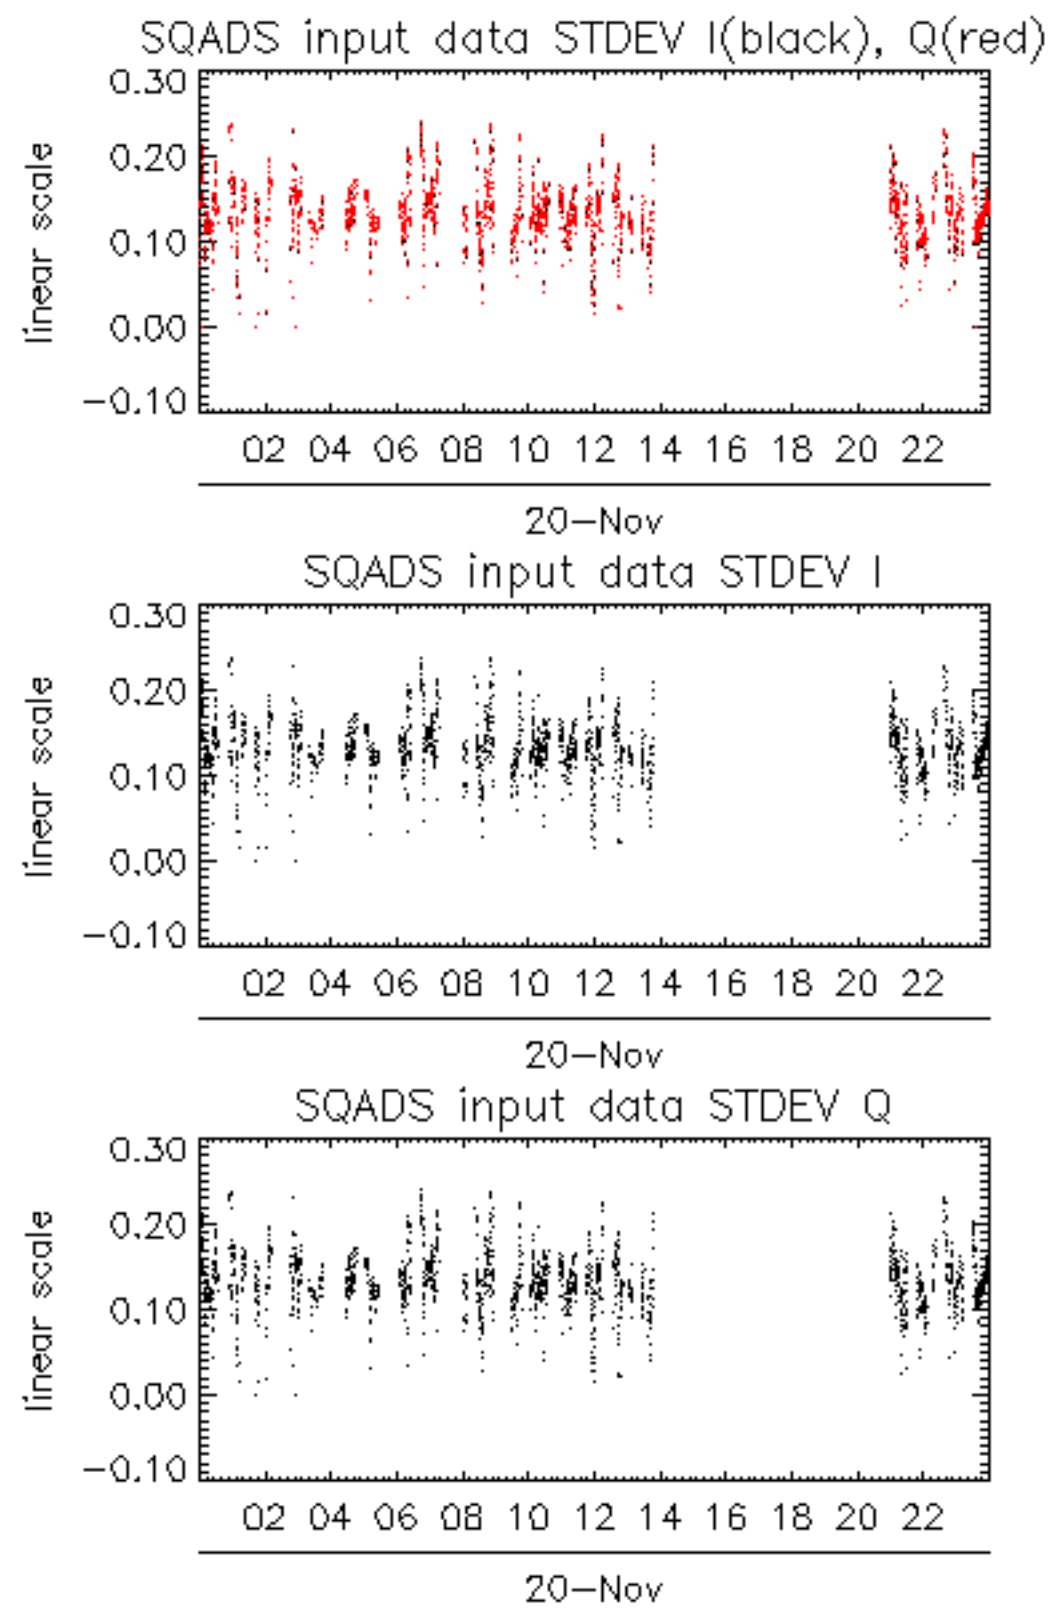 SQADS input data STDEV I(black), Q(red)
0.30
0.20
0.10
0.00
−0.10
linear scale
02 04 06 08 10 12 14 16 18 20 22
20−Nov
SQADS input data STDEV I
0.30
0.20
0.10
0.00
−0.10
linear scale
02 04 06 08 10 12 14 16 18 20 22
20−Nov
SQADS input data STDEV Q
0.30
0.20
0.10
0.00
−0.10
linear scale
02 04 06 08 10 12 14 16 18 20 22
20−Nov